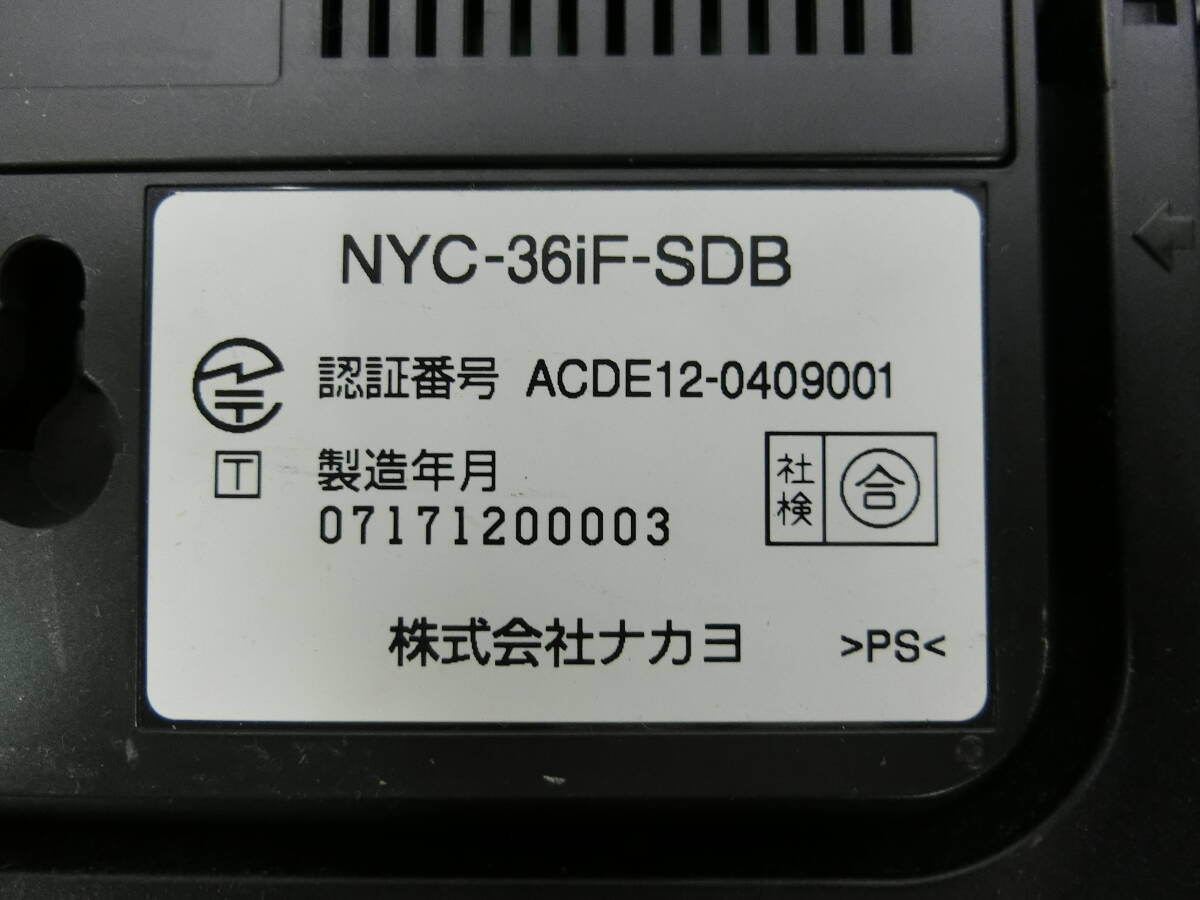 NYC-36iF-SDB
認証番号 ACDE12-0409001
T 製造年月
07171200003
社検 合
株式会社ナカヨ >PS<